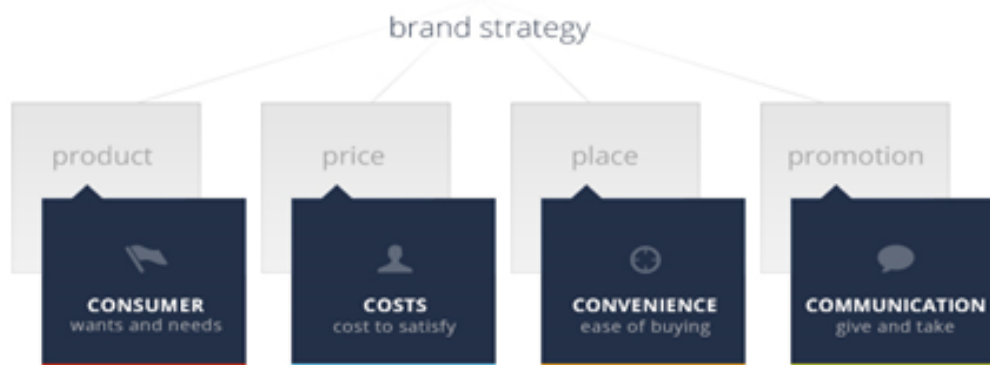 brand strategy
product
price
place
promotion
CONSUMER
wants and needs
COSTS
cost to satisfy
CONVENIENCE
ease of buying
COMMUNICATION
give and take